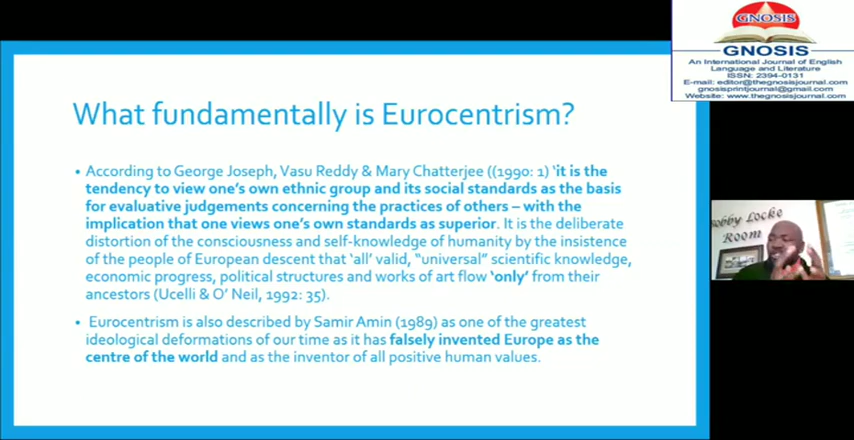 GNOSIS
GNOSIS
An International Journal of English
Language and Literature
ISSN: 2394-0131
E-mail: editor@thegnosisjournal.com
gnosisprintjournal@gmail.com
Website: www.thegnosisjournal.com
What fundamentally is Eurocentrism?
• According to George Joseph, Vasu Reddy & Mary Chatterjee ((1990: 1) ‘it is the
tendency to view one’s own ethnic group and its social standards as the basis
for evaluative judgements concerning the practices of others – with the
implication that one views one’s own standards as superior. It is the deliberate
distortion of the consciousness and self-knowledge of humanity by the insistence
of the people of European descent that ‘all’ valid, “universal” scientific knowledge,
economic progress, political structures and works of art flow ‘only’ from their
ancestors (Ucelli & O’ Neil, 1992: 35).
• Eurocentrism is also described by Samir Amin (1989) as one of the greatest
ideological deformations of our time as it has falsely invented Europe as the
centre of the world and as the inventor of all positive human values.
obby Locke
Room